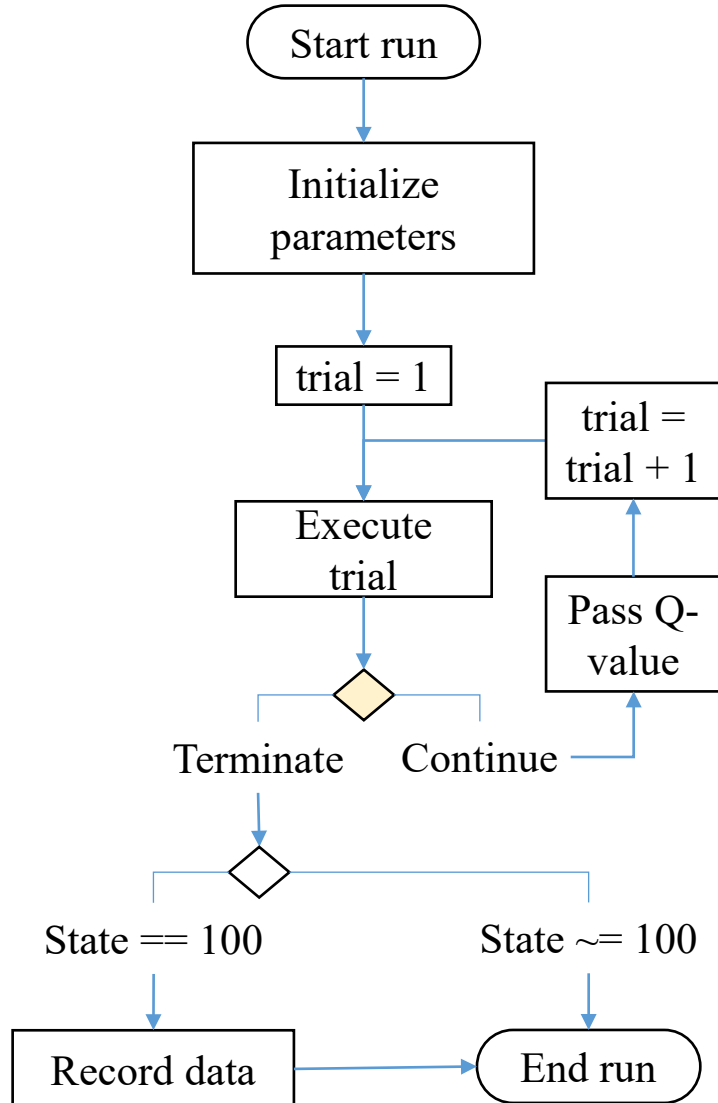 Start run
Initialize
parameters
trial = 1
trial =
trial + 1
Execute
trial
Pass Q-
value
Terminate
Continue
State == 100
State ~= 100
Record data
End run